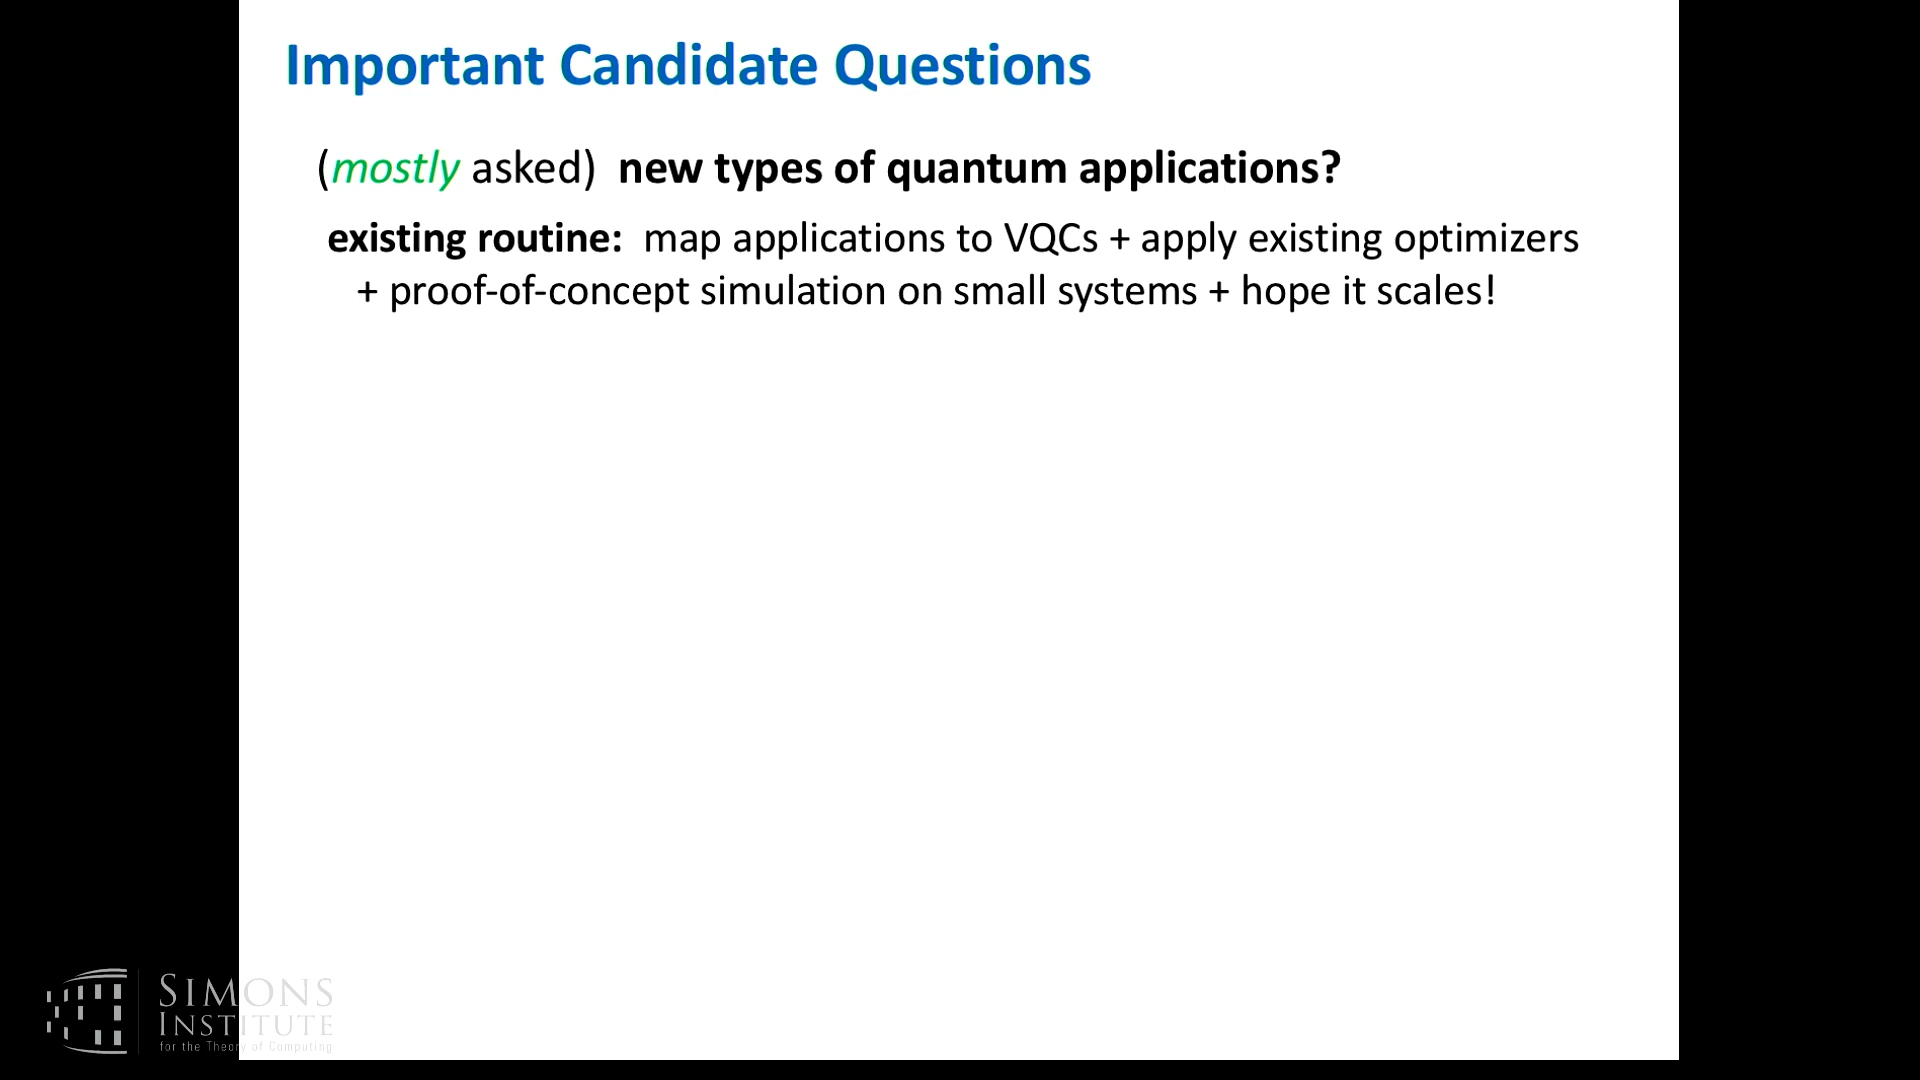 Important Candidate Questions
(mostly asked) new types of quantum applications?
existing routine: map applications to VQCs + apply existing optimizers
+ proof-of-concept simulation on small systems + hope it scales!
SIMONS
INSTITUTE
for the Theory of Computing